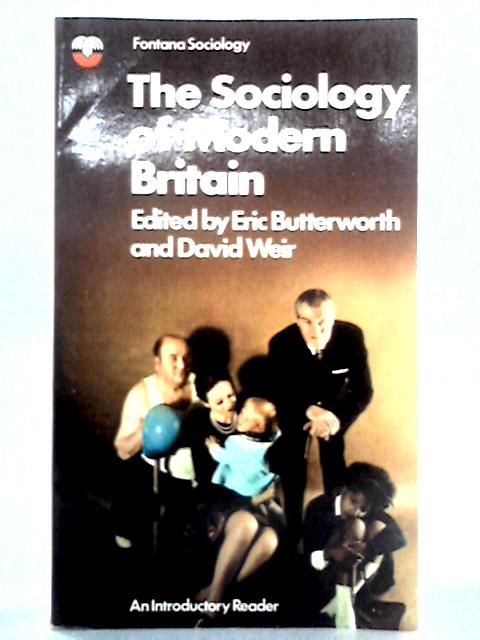 Fontana Sociology
The Sociology
of Modern
Britain
Edited by Eric Butterworth
and David Weir
An Introductory Reader